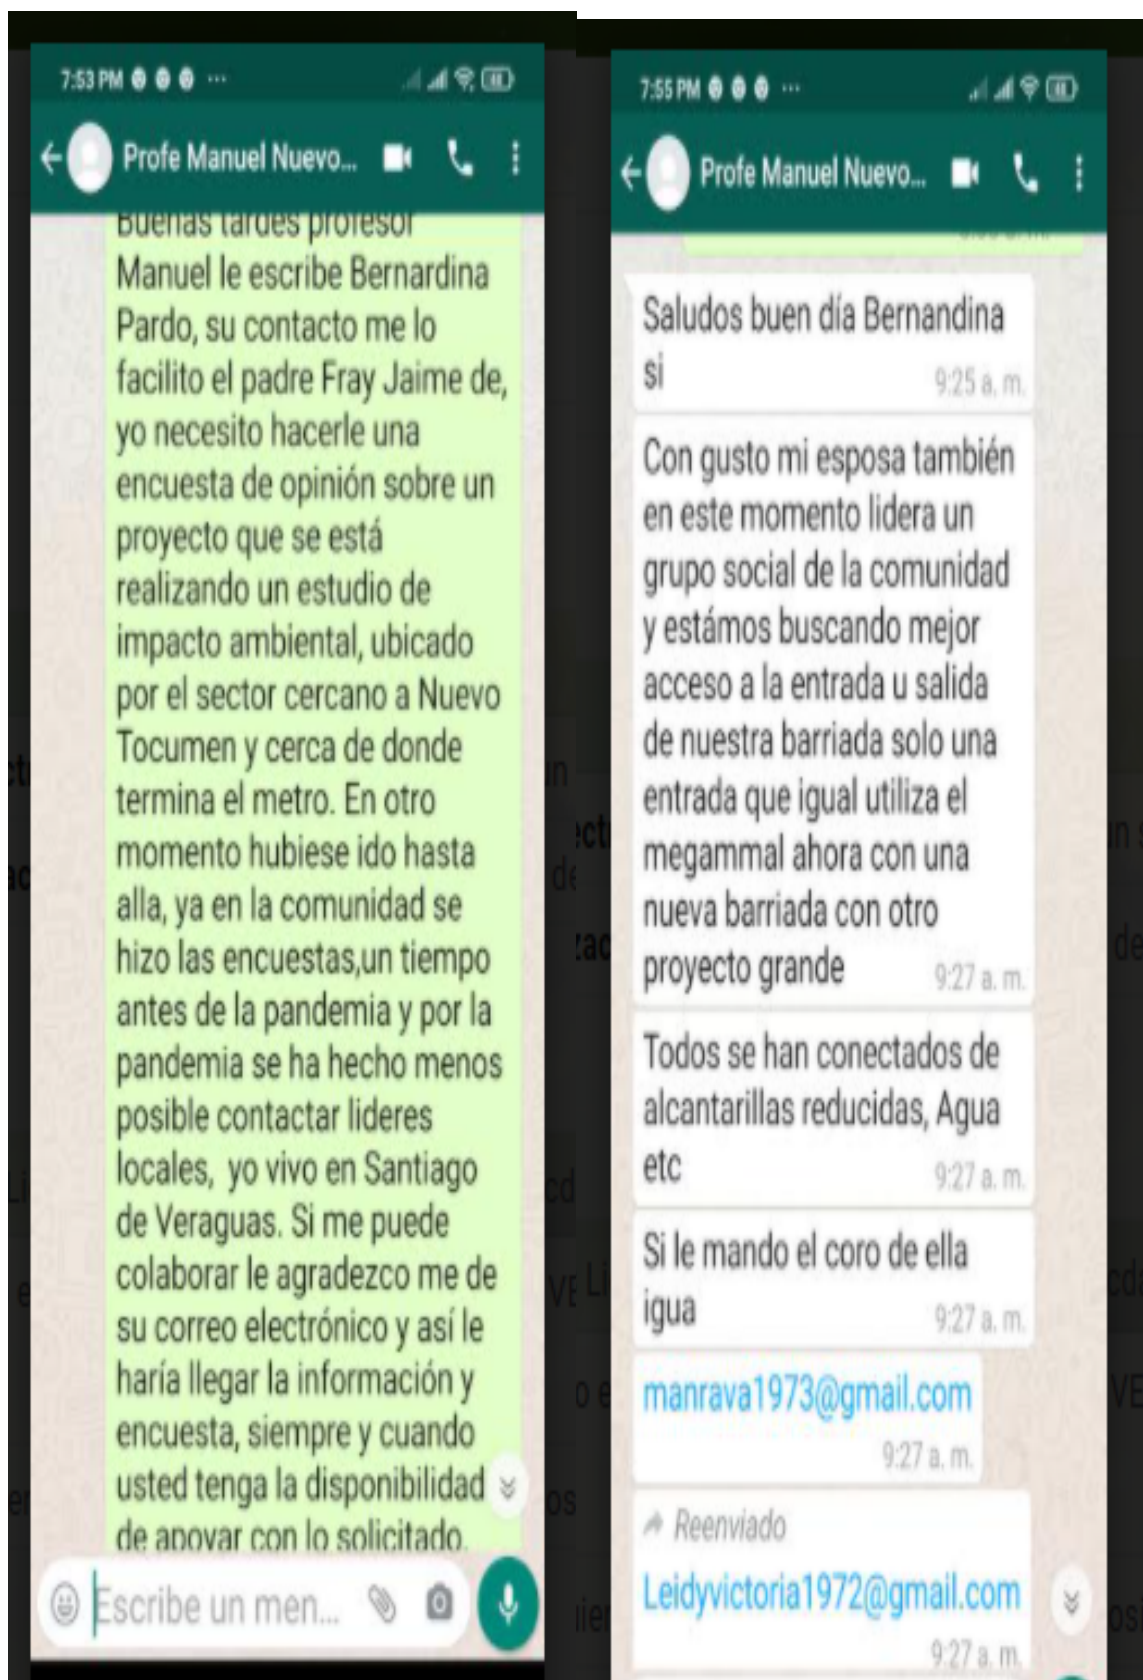 7:53 PM ...
Profe Manuel Nuevo...
Buenas tardes profesor
Manuel le escribe Bernardina
Pardo, su contacto me lo
facilito el padre Fray Jaime de,
yo necesito hacerle una
encuesta de opinión sobre un
proyecto que se está
realizando un estudio de
impacto ambiental, ubicado
por el sector cercano a Nuevo
Tocumen y cerca de donde
termina el metro. En otro
momento hubiese ido hasta
alla, ya en la comunidad se
hizo las encuestas,un tiempo
antes de la pandemia y por la
pandemia se ha hecho menos
posible contactar lideres
locales, yo vivo en Santiago
de Veraguas. Si me puede
colaborar le agradezco me de
su correo electrónico y así le
haría llegar la información y
encuesta, siempre y cuando
usted tenga la disponibilidad
de apoyar con lo solicitado.
Escribe un men...
7:55 PM ...
Profe Manuel Nuevo...
Saludos buen día Bernandina
si
9:25 a. m.
Con gusto mi esposa también
en este momento lidera un
grupo social de la comunidad
y estámos buscando mejor
acceso a la entrada u salida
de nuestra barriada solo una
entrada que igual utiliza el
megammal ahora con una
nueva barriada con otro
proyecto grande
9:27 a. m.
Todos se han conectados de
alcantarillas reducidas, Agua
etc
9:27 a. m.
Si le mando el coro de ella
igua
9:27 a. m.
manrava1973@gmail.com
9:27 a. m.
Reenviado
Leidyvictoria1972@gmail.com
9:27 a. m.